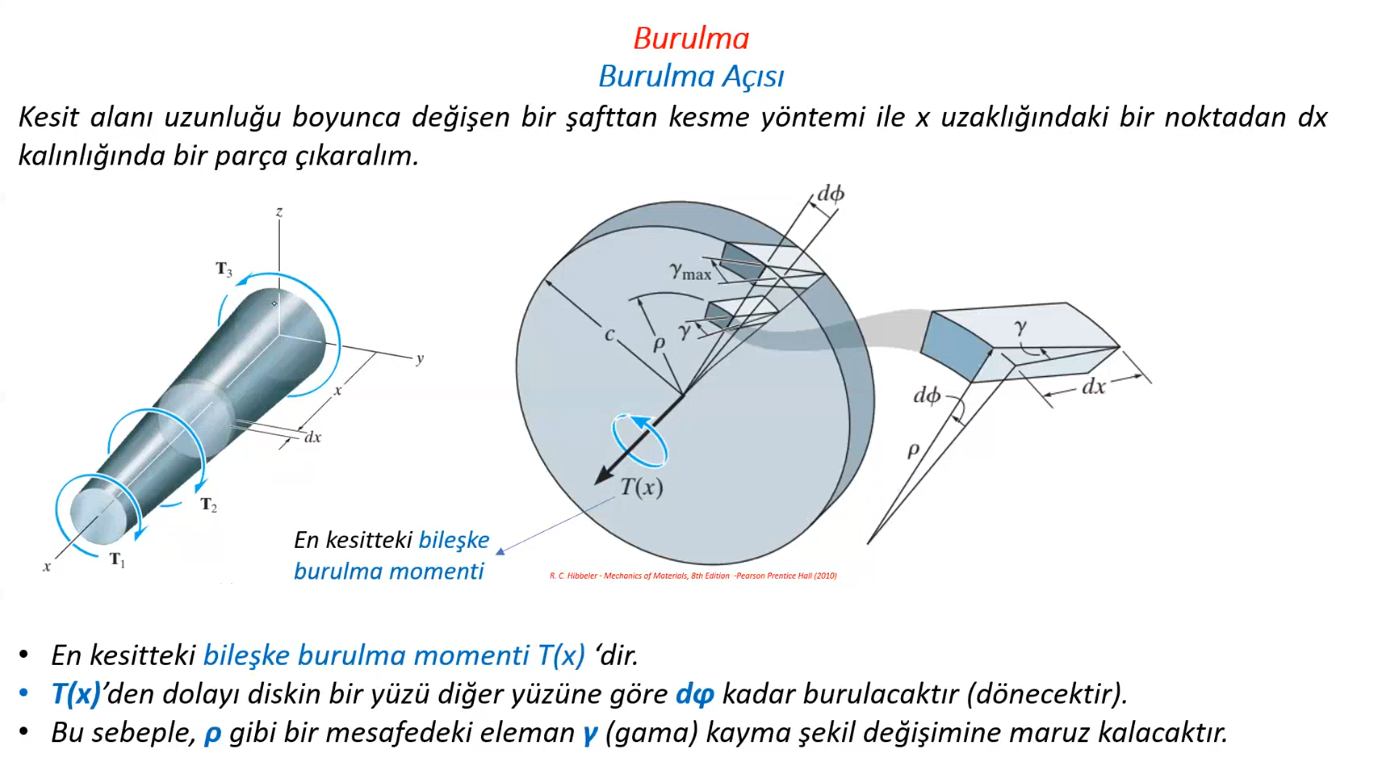 Burulma
Burulma Açısı
Kesit alanı uzunluğu boyunca değişen bir şafttan kesme yöntemi ile x uzaklığındaki bir noktadan dx
kalınlığında bir parça çıkaralım.
z
T₃
y
x
dx
T₂
T₁
x
dϕ
γmax
c
ρ
γ
T(x)
γ
dx
dϕ
ρ
En kesitteki bileşke
burulma momenti
R. C. Hibbeler - Mechanics of Materials, 8th Edition -Pearson Prentice Hall (2010)
• En kesitteki bileşke burulma momenti T(x) ‘dir.
• T(x)’den dolayı diskin bir yüzü diğer yüzüne göre dφ kadar burulacaktır (dönecektir).
• Bu sebeple, ρ gibi bir mesafedeki eleman γ (gama) kayma şekil değişimine maruz kalacaktır.